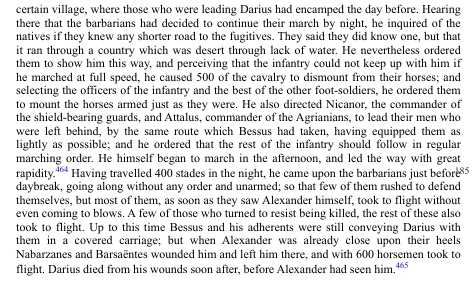 certain village, where those who were leading Darius had encamped the day before. Hearing
that the barbarians had decided to continue their march by night, he inquired of the
natives if they knew any shorter road to the fugitives. They said they did know one, but that
it ran through a country which was desert through lack of water. He nevertheless ordered
them to show him this way, and perceiving that the infantry could not keep up with him if
he marched at full speed, he caused 500 of the cavalry to dismount from their horses; and
selecting the officers of the infantry and the best of the other foot-soldiers, he ordered them
to mount the horses armed just as they were. He also directed Nicanor, the commander of
the shield-bearing guards, and Attalus, commander of the Agrianians, to lead their men who
were left behind, by the same route which Bessus had taken, having equipped them as
lightly as possible; and he ordered that the rest of the infantry should follow in regular
marching order. He himself began to march in the afternoon, and led the way with great
rapidity.464 Having travelled 400 stades in the night, he came upon the barbarians just before185
daybreak, going along without any order and unarmed; so that few of them rushed to defend
themselves, but most of them, as soon as they saw Alexander himself, took to flight without
even coming to blows. A few of those who turned to resist being killed, the rest of these also
took to flight. Up to this time Bessus and his adherents were still conveying Darius with
them in a covered carriage; but when Alexander was already close upon their heels
Nabarzanes and Barsaëntes wounded him and left him there, and with 600 horsemen took to
flight. Darius died from his wounds soon after, before Alexander had seen him.465